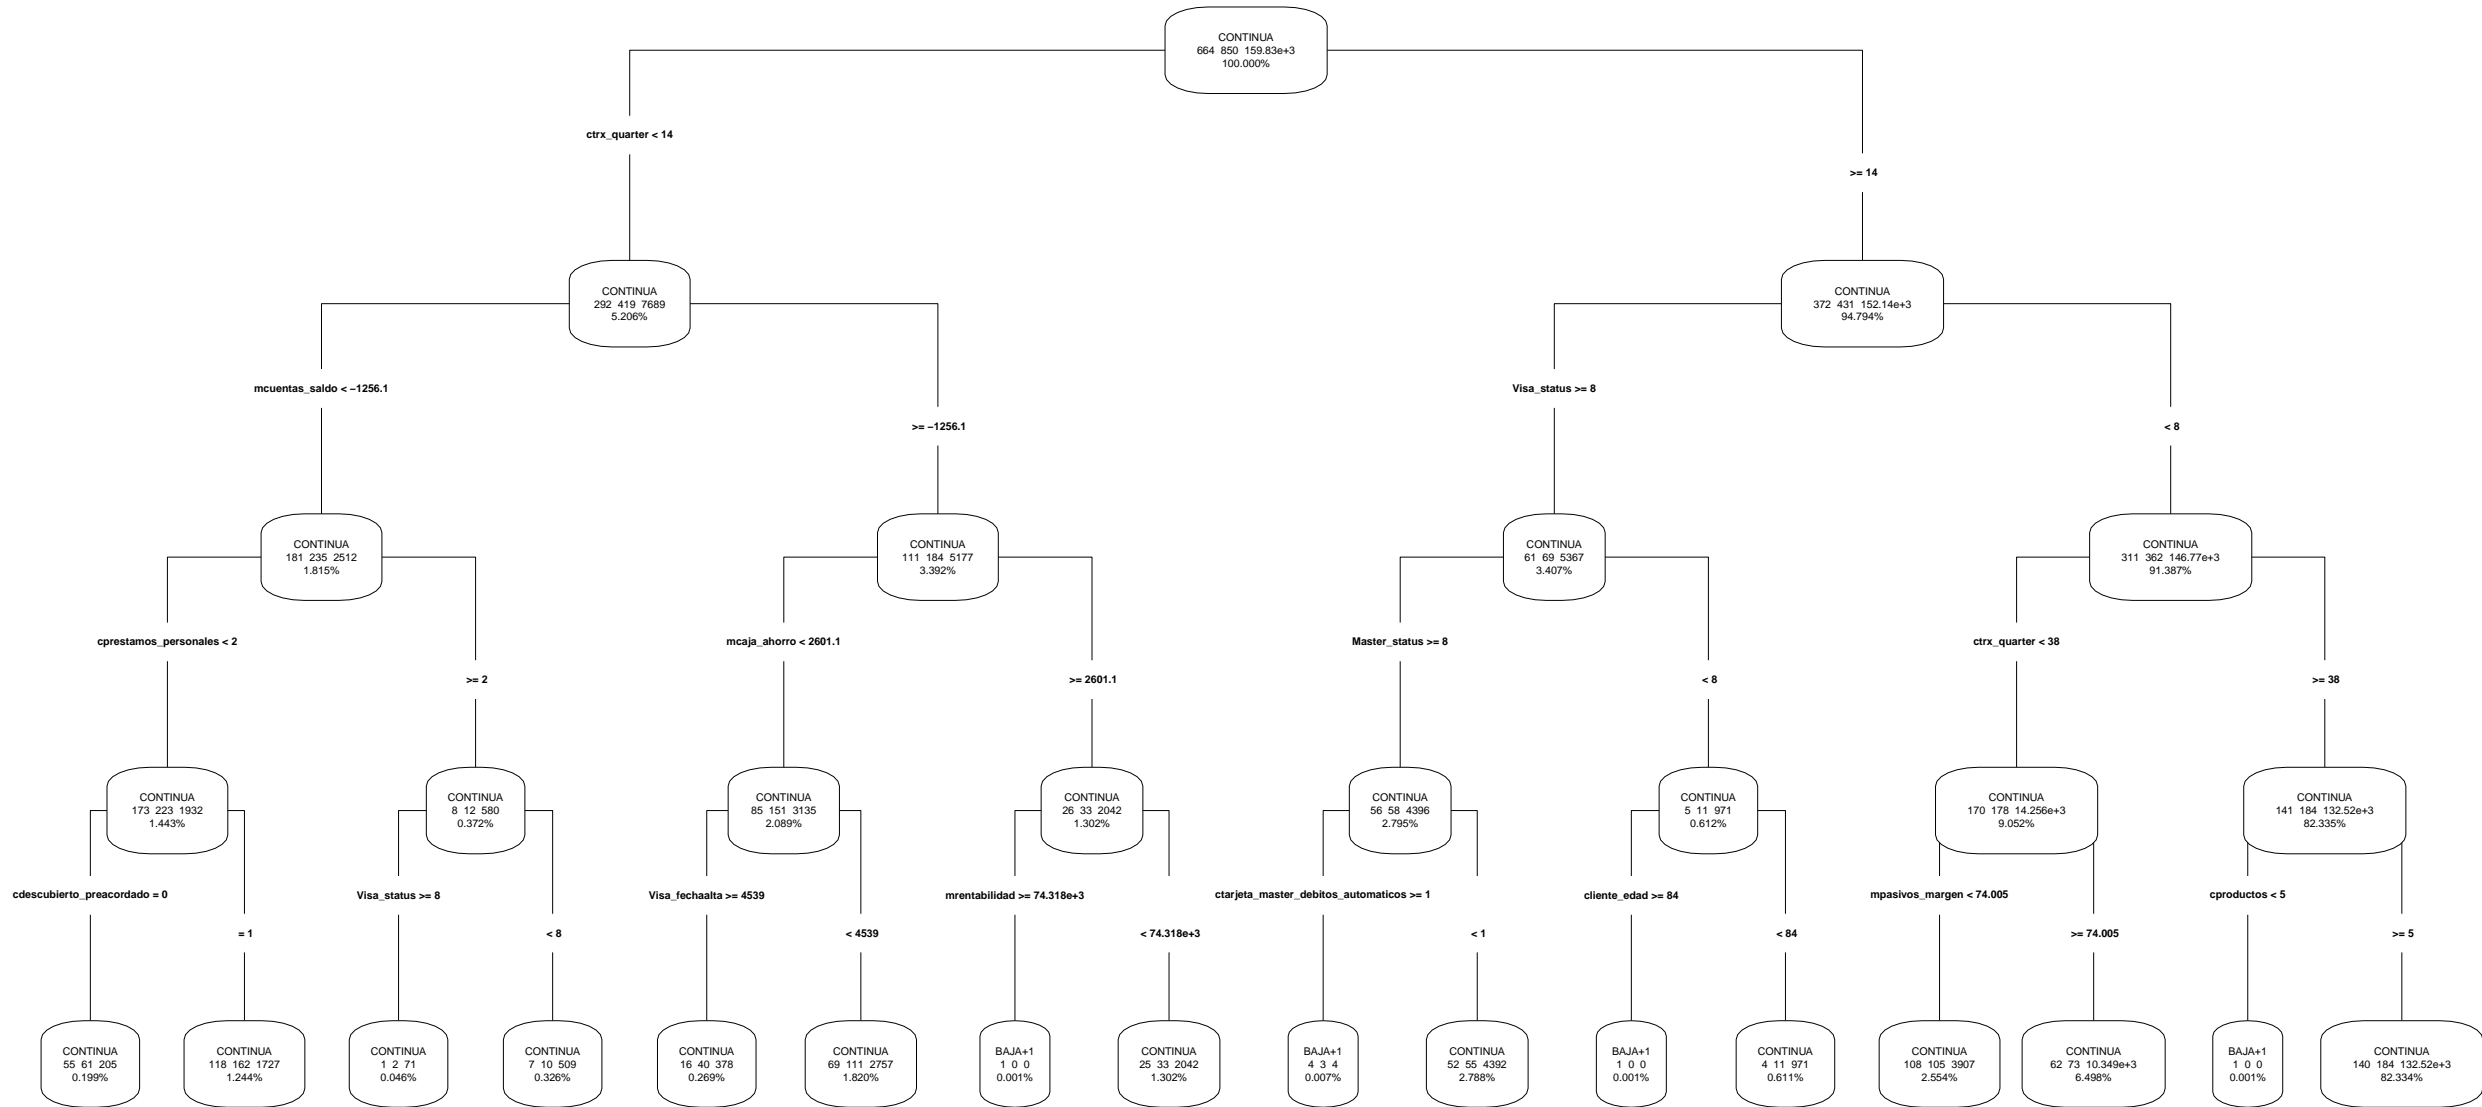 CONTINUA
664 850 159.83e+3
100.000%
ctrx_quarter < 14
>= 14
CONTINUA
292 419 7689
5.206%
CONTINUA
372 431 152.14e+3
94.794%
mcuentas_saldo < −1256.1
>= −1256.1
Visa_status >= 8
< 8
CONTINUA
181 235 2512
1.815%
CONTINUA
111 184 5177
3.392%
CONTINUA
61 69 5367
3.407%
CONTINUA
311 362 146.77e+3
91.387%
cprestamos_personales < 2
>= 2
mcaja_ahorro < 2601.1
>= 2601.1
Master_status >= 8
< 8
ctrx_quarter < 38
>= 38
CONTINUA
173 223 1932
1.443%
CONTINUA
8 12 580
0.372%
CONTINUA
85 151 3135
2.089%
CONTINUA
26 33 2042
1.302%
CONTINUA
56 58 4396
2.795%
CONTINUA
5 11 971
0.612%
CONTINUA
170 178 14.256e+3
9.052%
CONTINUA
141 184 132.52e+3
82.335%
cdescubierto_preacordado = 0
= 1
Visa_status >= 8
< 8
Visa_fechaalta >= 4539
< 4539
mrentabilidad >= 74.318e+3
< 74.318e+3
ctarjeta_master_debitos_automaticos >= 1
< 1
cliente_edad >= 84
< 84
mpasivos_margen < 74.005
>= 74.005
cproductos < 5
>= 5
CONTINUA
55 61 205
0.199%
CONTINUA
118 162 1727
1.244%
CONTINUA
1 2 71
0.046%
CONTINUA
7 10 509
0.326%
CONTINUA
16 40 378
0.269%
CONTINUA
69 111 2757
1.820%
BAJA+1
1 0 0
0.001%
CONTINUA
25 33 2042
1.302%
BAJA+1
4 3 4
0.007%
CONTINUA
52 55 4392
2.788%
BAJA+1
1 0 0
0.001%
CONTINUA
4 11 971
0.611%
CONTINUA
108 105 3907
2.554%
CONTINUA
62 73 10.349e+3
6.498%
BAJA+1
1 0 0
0.001%
CONTINUA
140 184 132.52e+3
82.334%